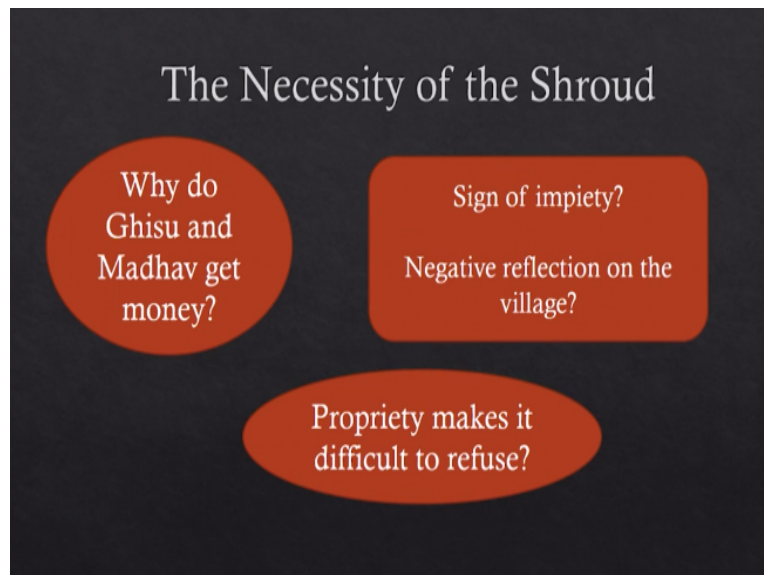 The Necessity of the Shroud
Why do
Ghisu and
Madhav get
money?
Sign of impiety?
Negative reflection on the
village?
Propriety makes it
difficult to refuse?